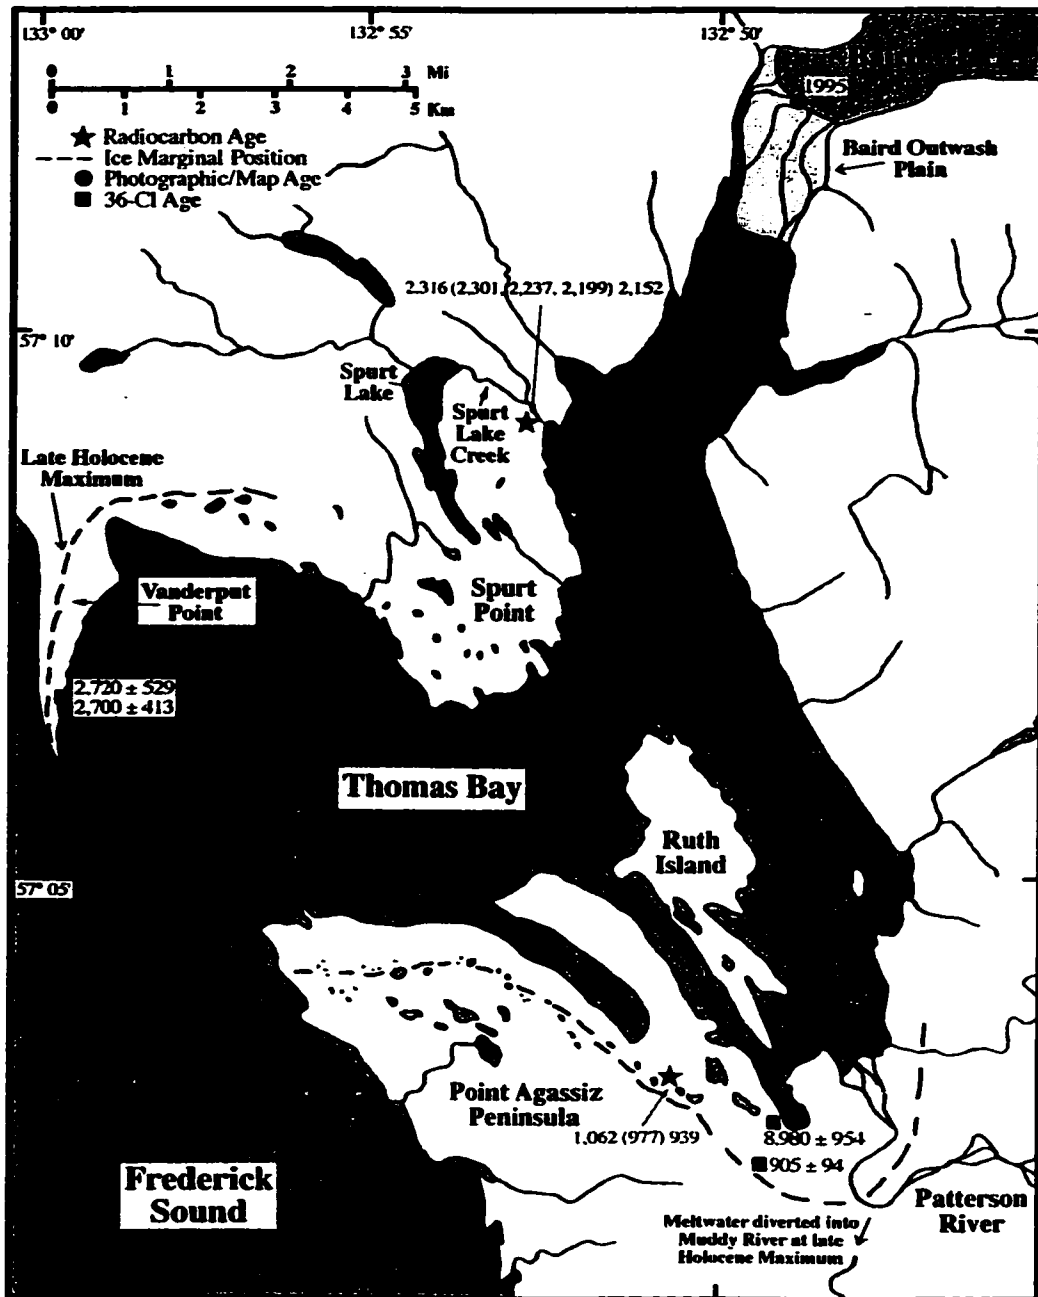 133° 00'
132° 55'
132° 50'
0 1 2 3 Mi
0 1 2 3 4 5 Km
Radiocarbon Age
Ice Marginal Position
Photographic/Map Age
36-Cl Age
1995
Baird Outwash
Plain
2,316 (2,301, 2,237, 2,199) 2,152
57° 10'
Spurt
Lake
Spurt
Lake
Creek
Late Holocene
Maximum
Vanderput
Point
Spurt
Point
2,720 ± 529
2,700 ± 413
Thomas Bay
Ruth
Island
57° 05'
Point Agassiz
Peninsula
1,062 (977) 939
8,980 ± 954
905 ± 94
Frederick
Sound
Patterson
River
Meltwater diverted into
Muddy River at late
Holocene Maximum